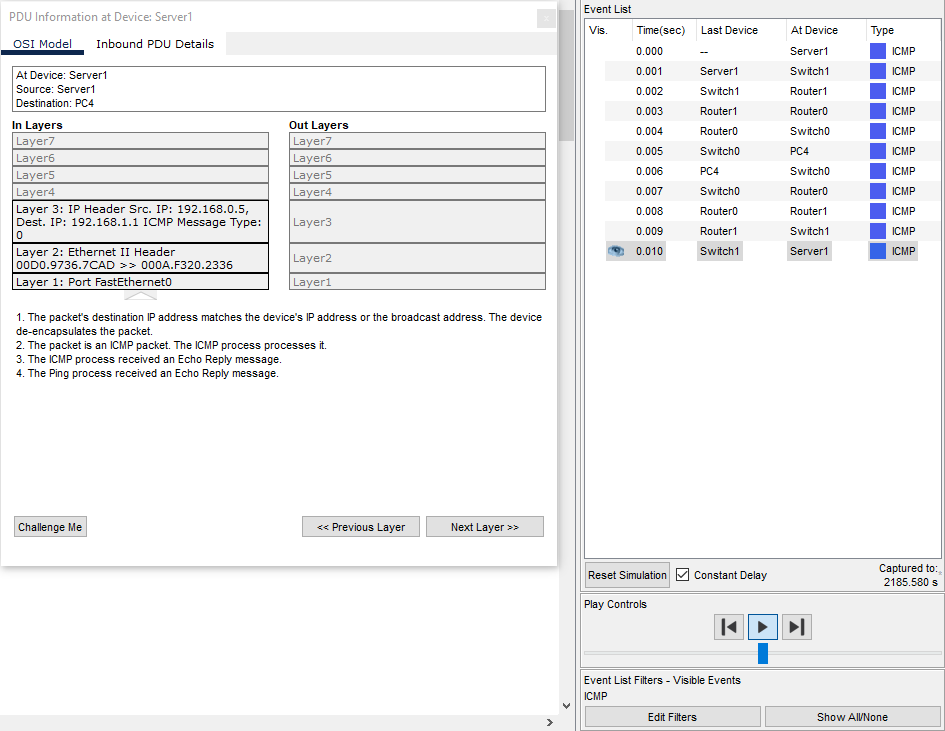 PDU Information at Device: Server1
OSI Model
Inbound PDU Details
At Device: Server1
Source: Server1
Destination: PC4
In Layers
Layer7
Layer6
Layer5
Layer4
Layer 3: IP Header Src. IP: 192.168.0.5,
Dest. IP: 192.168.1.1 ICMP Message Type:
0
Layer 2: Ethernet II Header
00D0.9736.7CAD >> 000A.F320.2336
Layer 1: Port FastEthernet0
Out Layers
Layer7
Layer6
Layer5
Layer4
Layer3
Layer2
Layer1
1. The packet's destination IP address matches the device's IP address or the broadcast address. The device
de-encapsulates the packet.
2. The packet is an ICMP packet. The ICMP process processes it.
3. The ICMP process received an Echo Reply message.
4. The Ping process received an Echo Reply message.
Challenge Me
<< Previous Layer
Next Layer >>
Event List
Vis. Time(sec) Last Device At Device Type
0.000 -- Server1 ICMP
0.001 Server1 Switch1 ICMP
0.002 Switch1 Router1 ICMP
0.003 Router1 Router0 ICMP
0.004 Router0 Switch0 ICMP
0.005 Switch0 PC4 ICMP
0.006 PC4 Switch0 ICMP
0.007 Switch0 Router0 ICMP
0.008 Router0 Router1 ICMP
0.009 Router1 Switch1 ICMP
0.010 Switch1 Server1 ICMP
Reset Simulation
Constant Delay
Captured to:
2185.580 s
Play Controls
Event List Filters - Visible Events
ICMP
Edit Filters
Show All/None